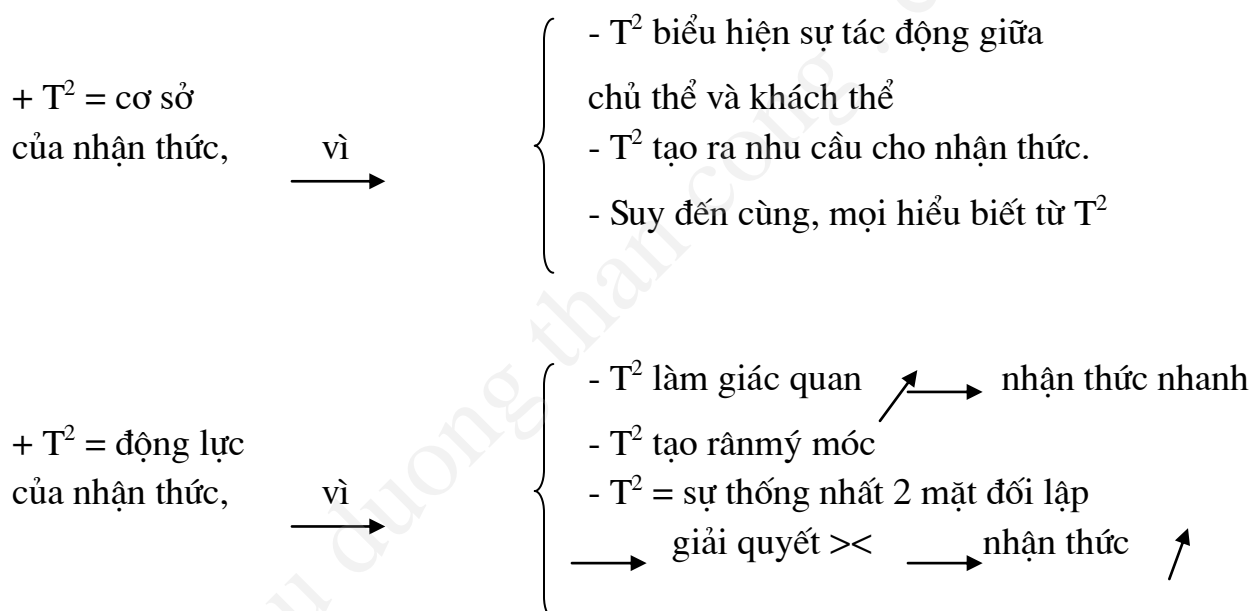 - T² biểu hiện sự tác động giữa
chủ thể và khách thể
+ T² = cơ sở
của nhận thức, vì
- T² tạo ra nhu cầu cho nhận thức.
- Suy đến cùng, mọi hiểu biết từ T²
- T² làm giác quan nhận thức nhanh
+ T² = động lực
của nhận thức, vì
- T² tạo rânmý móc
- T² = sự thống nhất 2 mặt đối lập
giải quyết >< nhận thức
duong than cong .